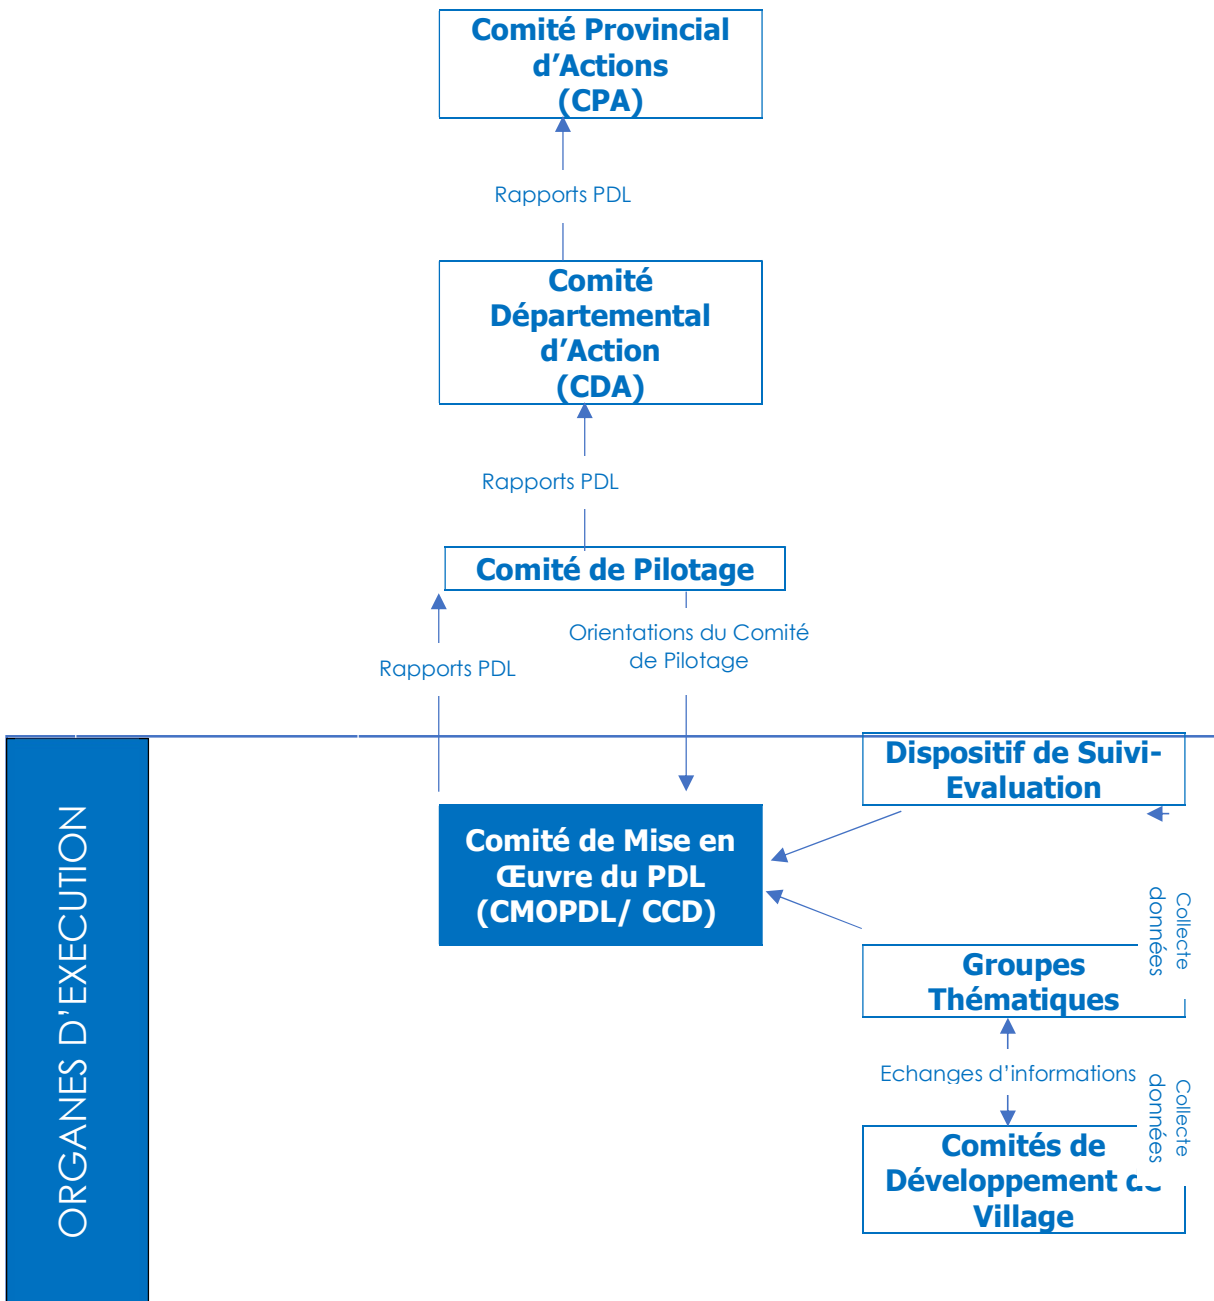 Comité Provincial
d’Actions
(CPA)
Rapports PDL
Comité
Départemental
d’Action
(CDA)
Rapports PDL
Comité de Pilotage
Orientations du Comité
de Pilotage
Rapports PDL
ORGANES D’EXECUTION
Dispositif de Suivi-
Evaluation
Comité de Mise en
Œuvre du PDL
(CMOPDL/ CCD)
Collecte
données
Groupes
Thématiques
Echanges d’informations
Collecte
données
Comités de
Développement de
Village